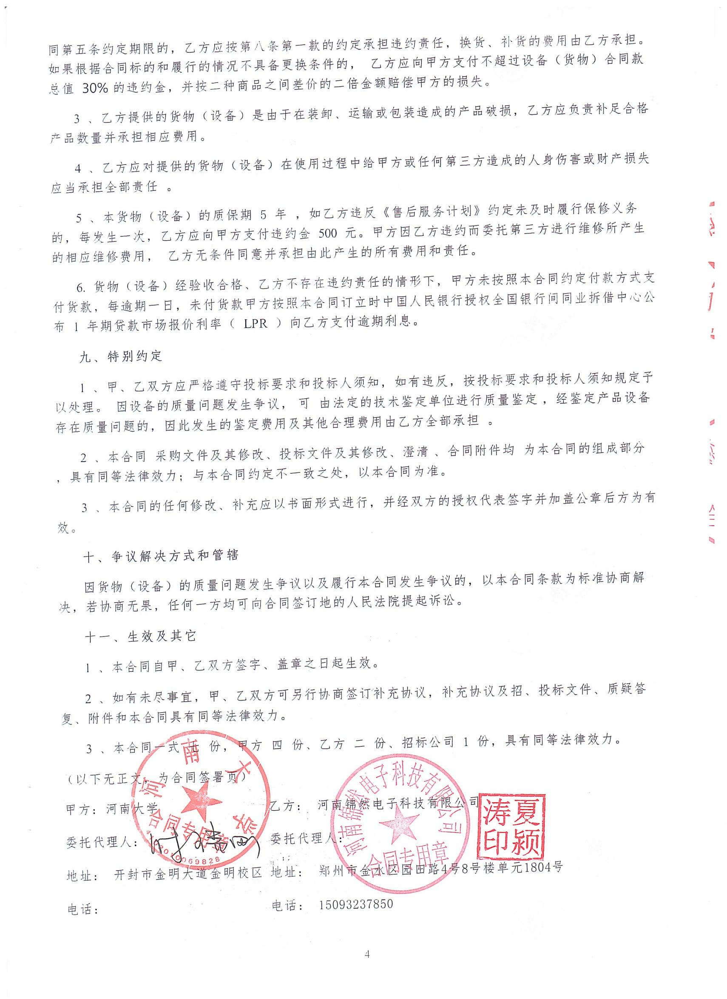 同第五条约定期限的，乙方应按第八条第一款的约定承担违约责任，换货、补货的费用由乙方承担。
如果根据合同标的和履行的情况不具备更换条件的， 乙方应向甲方支付不超过设备（货物）合同款
总值 30% 的违约金，并按二种商品之间差价的二倍金额赔偿甲方的损失。
3 、乙方提供的货物（设备）是由于在装卸、运输或包装造成的产品破损，乙方应负责补足合格
产品数量并承担相应费用。
4 、乙方应对提供的货物（设备）在使用过程中给甲方或任何第三方造成的人身伤害或财产损失
应当承担全部责任 。
5 、本货物（设备）的质保期 5 年 ，如乙方违反《售后服务计划》约定未及时履行保修义务
的，每发生一次，乙方应向甲方支付违约金 500 元。甲方因乙方违约而委托第三方进行维修所产生
的相应维修费用， 乙方无条件同意并承担由此产生的所有费用和责任。
6. 货物（设备）经验收合格、乙方不存在违约责任的情形下，甲方未按照本合同约定付款方式支
付货款，每逾期一日，未付货款甲方按照本合同订立时中国人民银行授权全国银行间同业拆借中心公
布 1 年期贷款市场报价利率（ LPR ）向乙方支付逾期利息。
九、特别约定
1 、甲、乙双方应严格遵守投标要求和投标人须知，如有违反，按投标要求和投标人须知规定予
以处理。 因设备的质量问题发生争议， 可 由法定的技术鉴定单位进行质量鉴定 ，经鉴定产品设备
存在质量问题的，因此发生的鉴定费用及其他合理费用由乙方全部承担 。
2 、本合同 采购文件及其修改、投标文件及其修改、澄清 、合同附件均 为本合同的组成部分
，具有同等法律效力；与本合同约定不一致之处，以本合同为准。
3 、本合同的任何修改、补充应以书面形式进行，并经双方的授权代表签字并加盖公章后方为有
效。
十、争议解决方式和管辖
因货物（设备）的质量问题发生争议以及履行本合同发生争议的，以本合同条款为标准协商解
决，若协商无果，任何一方均可向合同签订地的人民法院提起诉讼。
十一、生效及其它
1 、本合同自甲、乙双方签字、盖章之日起生效。
2 、如有未尽事宜，甲、乙双方可另行协商签订补充协议，补充协议及招、投标文件、质疑答
复、附件和本合同具有同等法律效力。
3 、本合同一式 七 份，甲方 四 份、乙方 二 份、招标公司 1 份，具有同等法律效力。
（以下无正文，为合同签署页）
甲方：河南大学 乙方： 河南锦然电子科技有限公司
委托代理人： 委托代理人：
地址： 开封市金明大道金明校区 地址： 郑州市金水区园田路4号8号楼单元1804号
电话： 电话： 15093237850
河南大学
合同专用章
河南锦然电子科技有限公司
合同专用章
夏颍涛印
4